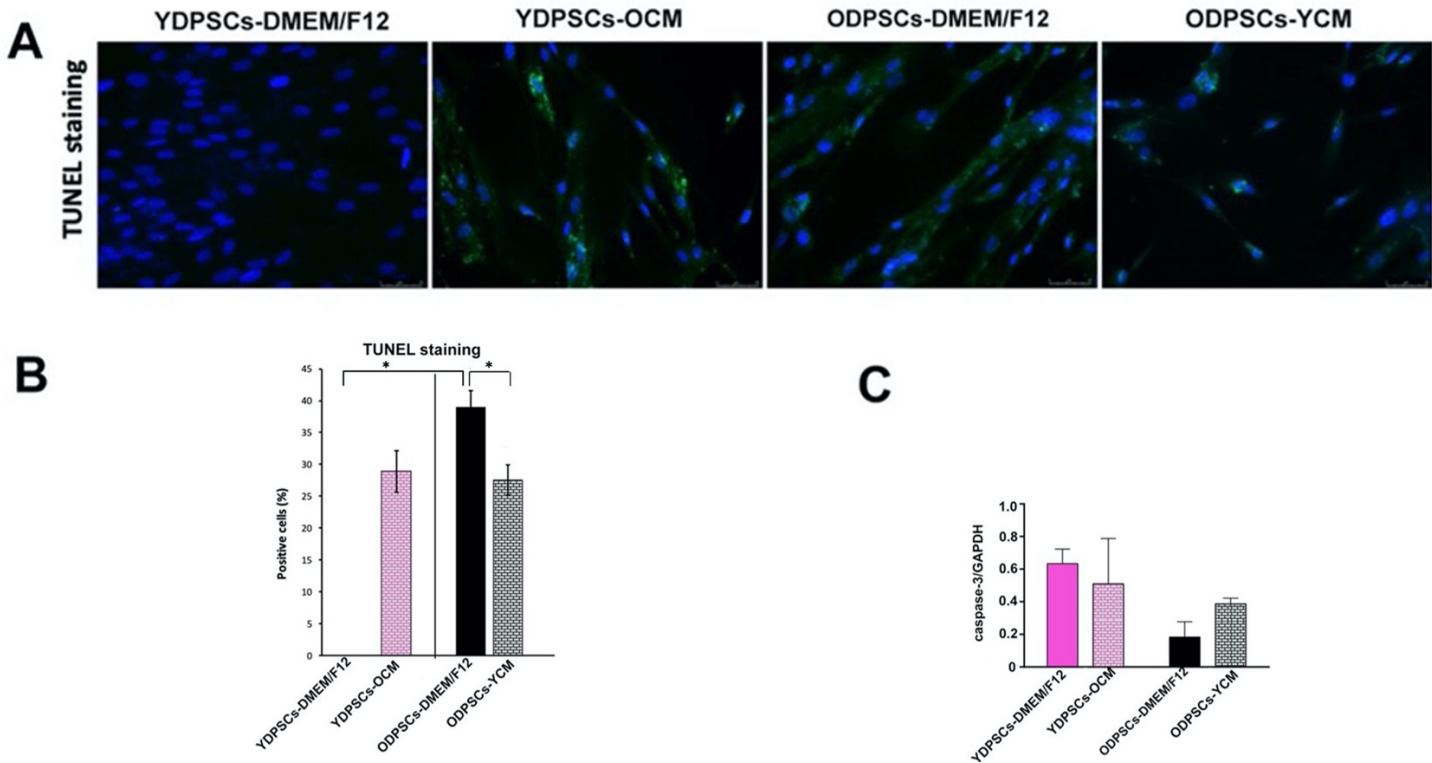 A
YDPSCs-DMEM/F12
YDPSCs-OCM
ODPSCs-DMEM/F12
ODPSCs-YCM
TUNEL staining
B
TUNEL staining
*
*
Positive cells (%)
45
40
35
30
25
20
15
10
5
0
YDPSCs-DMEM/F12
YDPSCs-OCM
ODPSCs-DMEM/F12
ODPSCs-YCM
C
caspase-3/GAPDH
1.0
0.8
0.6
0.4
0.2
0
YDPSCs-DMEM/F12
YDPSCs-OCM
ODPSCs-DMEM/F12
ODPSCs-YCM